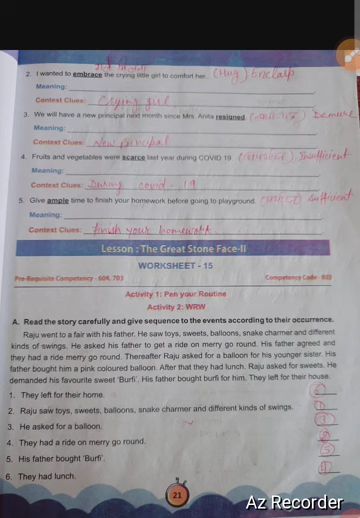 2. I wanted to embrace the crying little girl to comfort her. (Hug)
Meaning:
Context Clues: Crying girl
3. We will have a new principal next month since Mrs. Anita resigned.
Meaning:
Context Clues: New principal
4. Fruits and vegetables were scarce last year during COVID 19. Insufficient
Meaning:
Context Clues: During covid - 19
5. Give ample time to finish your homework before going to playground. Sufficient
Meaning:
Context Clues: finish your homework
Lesson : The Great Stone Face-II
WORKSHEET - 15
Pre-Requisite Competency - 604, 703 Competency Code - 803
Activity 1: Pen your Routine
Activity 2: WRW
A. Read the story carefully and give sequence to the events according to their occurrence.
Raju went to a fair with his father. He saw toys, sweets, balloons, snake charmer and different
kinds of swings. He asked his father to get a ride on merry go round. His father agreed and
they had a ride merry go round. Thereafter Raju asked for a balloon for his younger sister. His
father bought him a pink coloured balloon. After that they had lunch. Raju asked for sweets. He
demanded his favourite sweet 'Burfi'. His father bought burfi for him. They left for their house.
1. They left for their home.
2. Raju saw toys, sweets, balloons, snake charmer and different kinds of swings. 1
3. He asked for a balloon. 3
4. They had a ride on merry go round.
5. His father bought 'Burfi'. 5
6. They had lunch. 4
21
Az Recorder